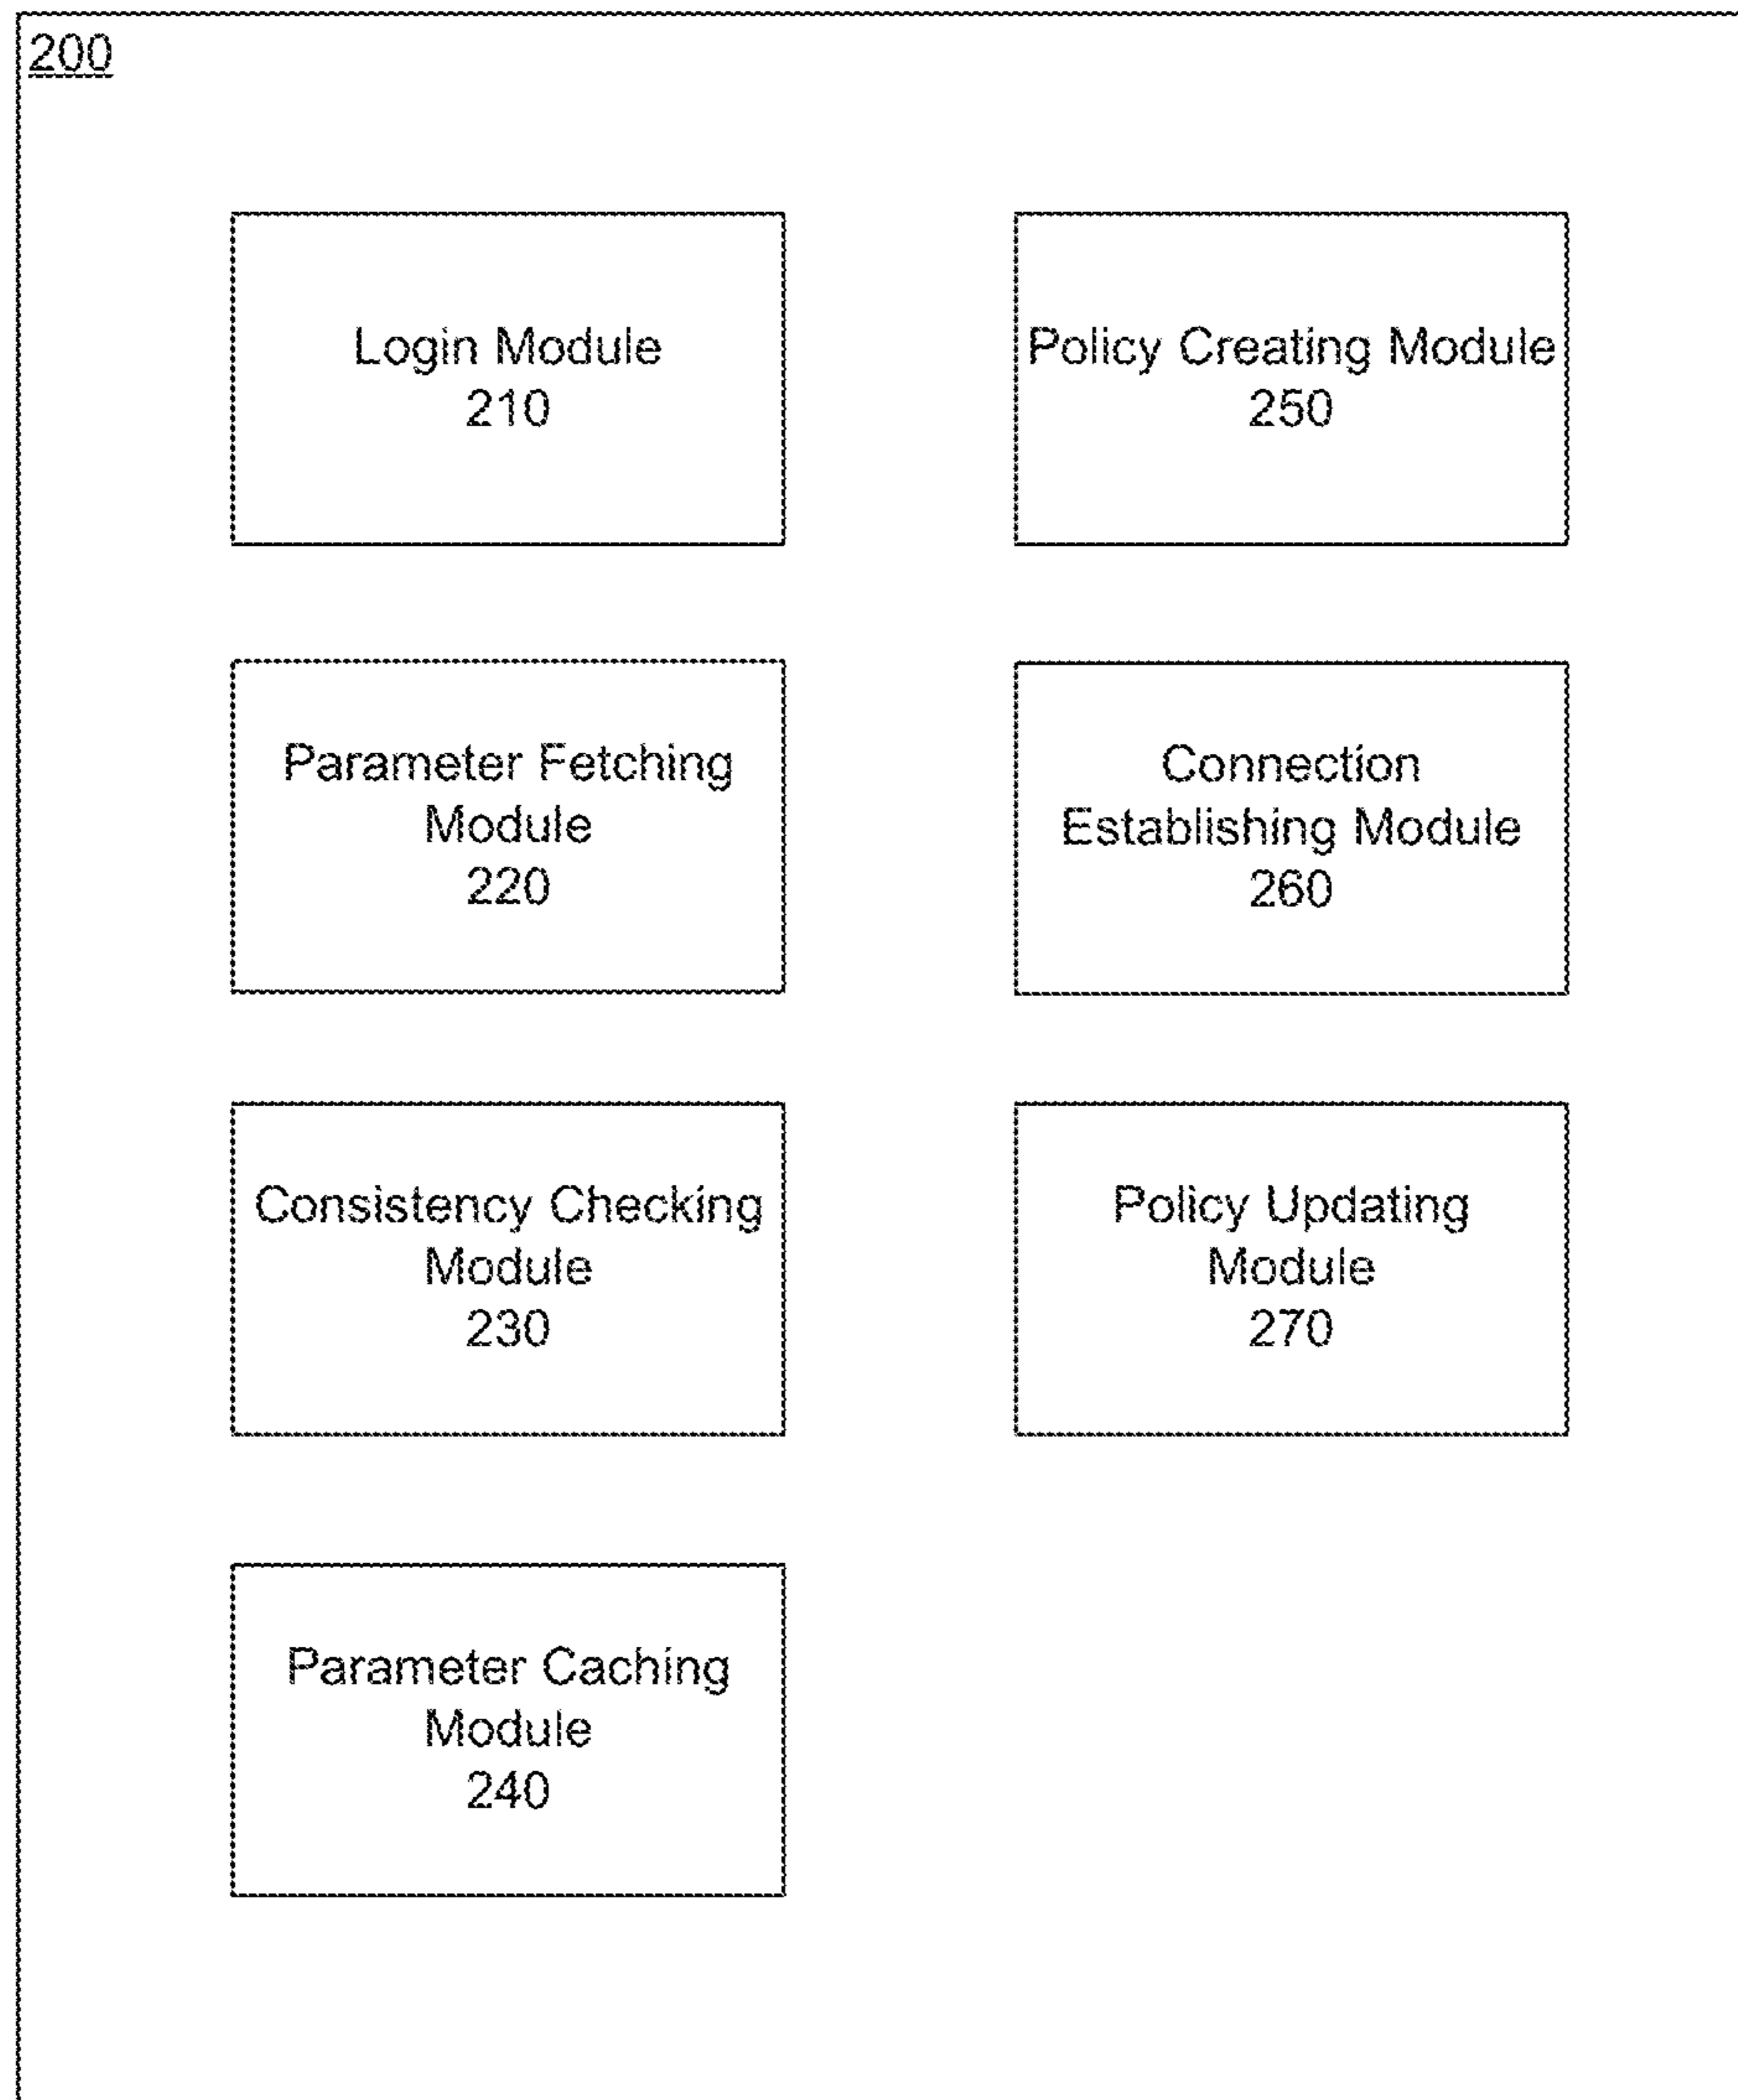 200
Login Module
210
Policy Creating Module
250
Parameter Fetching
Module
220
Connection
Establishing Module
260
Consistency Checking
Module
230
Policy Updating
Module
270
Parameter Caching
Module
240